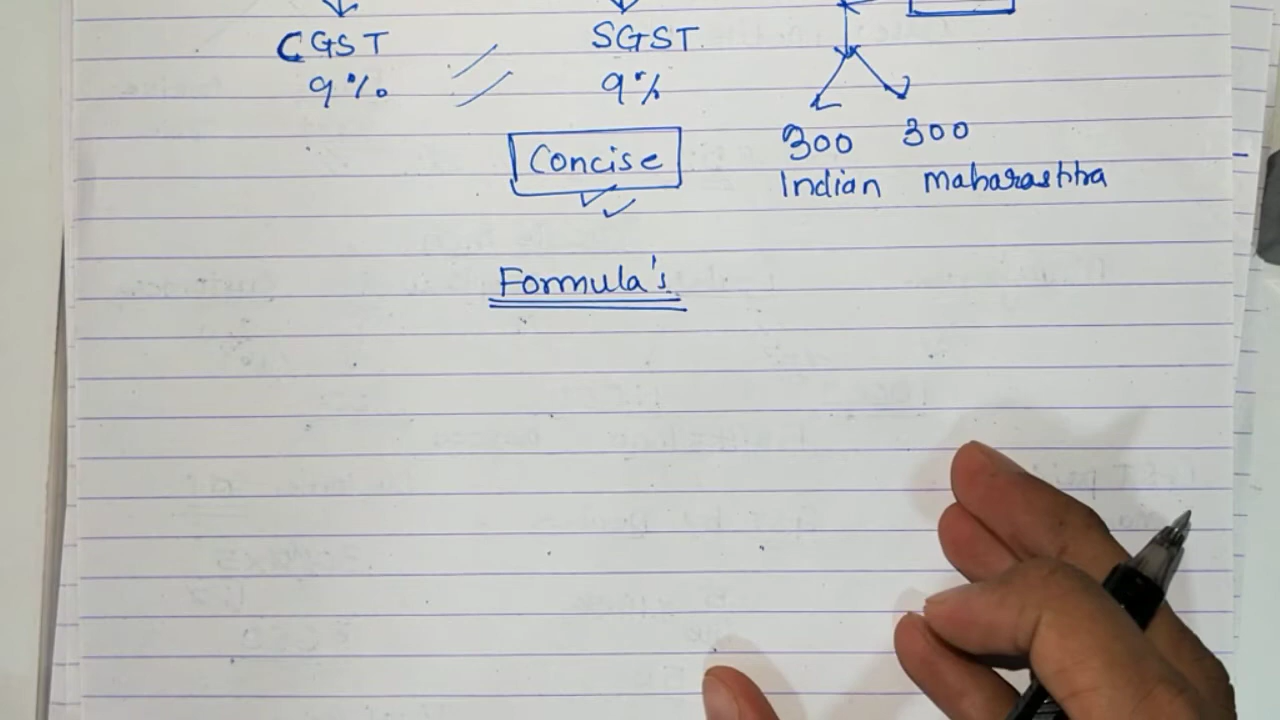 CGST SGST
9% 9%
300 300
Concise
Indian maharashtra
Formula's